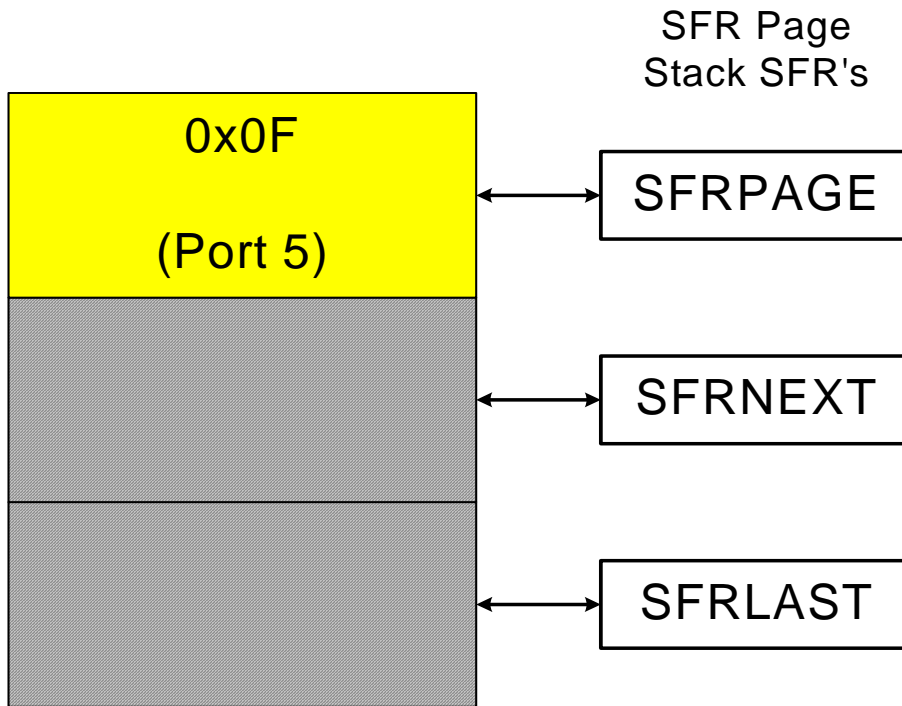 SFR Page
Stack SFR's
0x0F
(Port 5)
SFRPAGE
SFRNEXT
SFRLAST